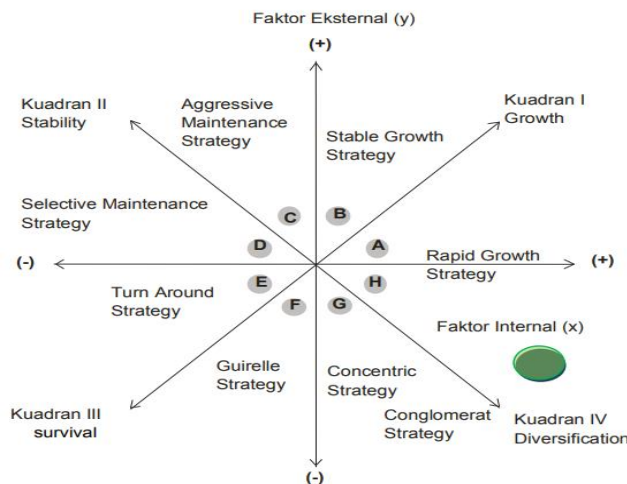 Faktor Eksternal (y)
(+)
Kuadran II
Stability
Aggressive
Maintenance
Strategy
Stable Growth
Strategy
Kuadran I
Growth
Selective Maintenance
Strategy
C
B
D
A
(-)
Rapid Growth
Strategy
(+)
E
H
F
G
Turn Around
Strategy
Faktor Internal (x)
Guirelle
Strategy
Concentric
Strategy
Conglomerat
Strategy
Kuadran III
survival
Kuadran IV
Diversification
(-)